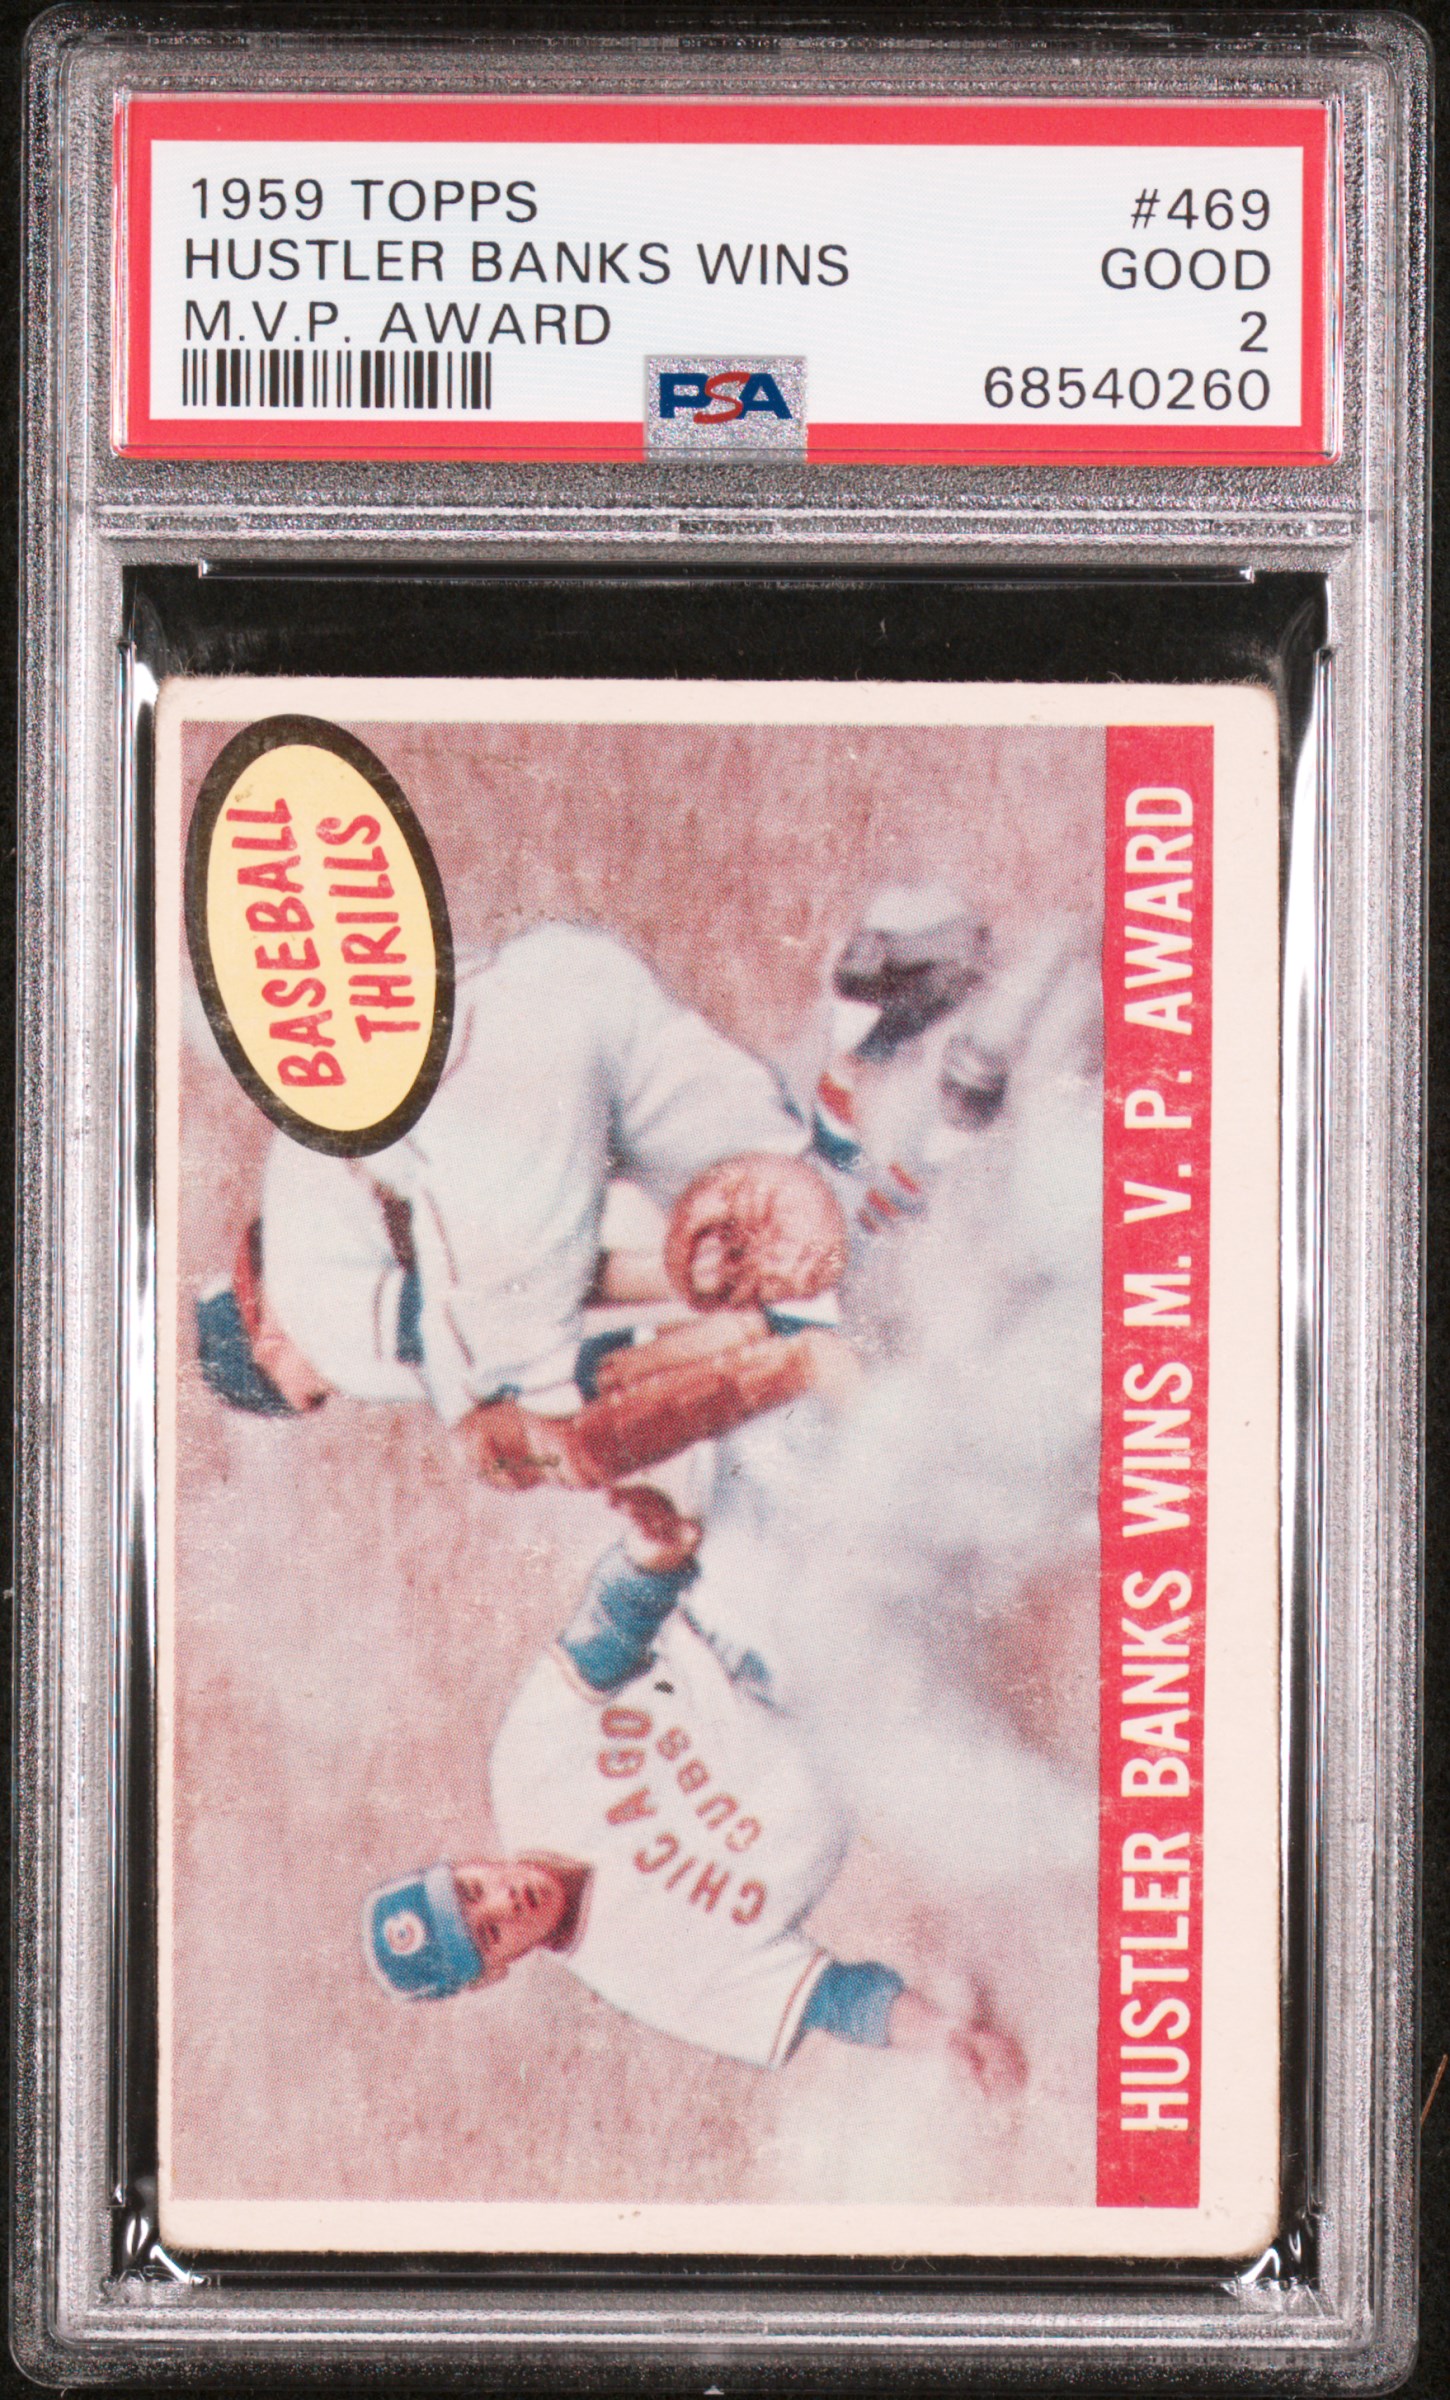 1959 TOPPS
#469
HUSTLER BANKS WINS
GOOD
M.V.P. AWARD
2
68540260
PSA
BASEBALL
THRILLS
CHICAGO
CUBS
C
HUSTLER BANKS WINS M. V. P. AWARD